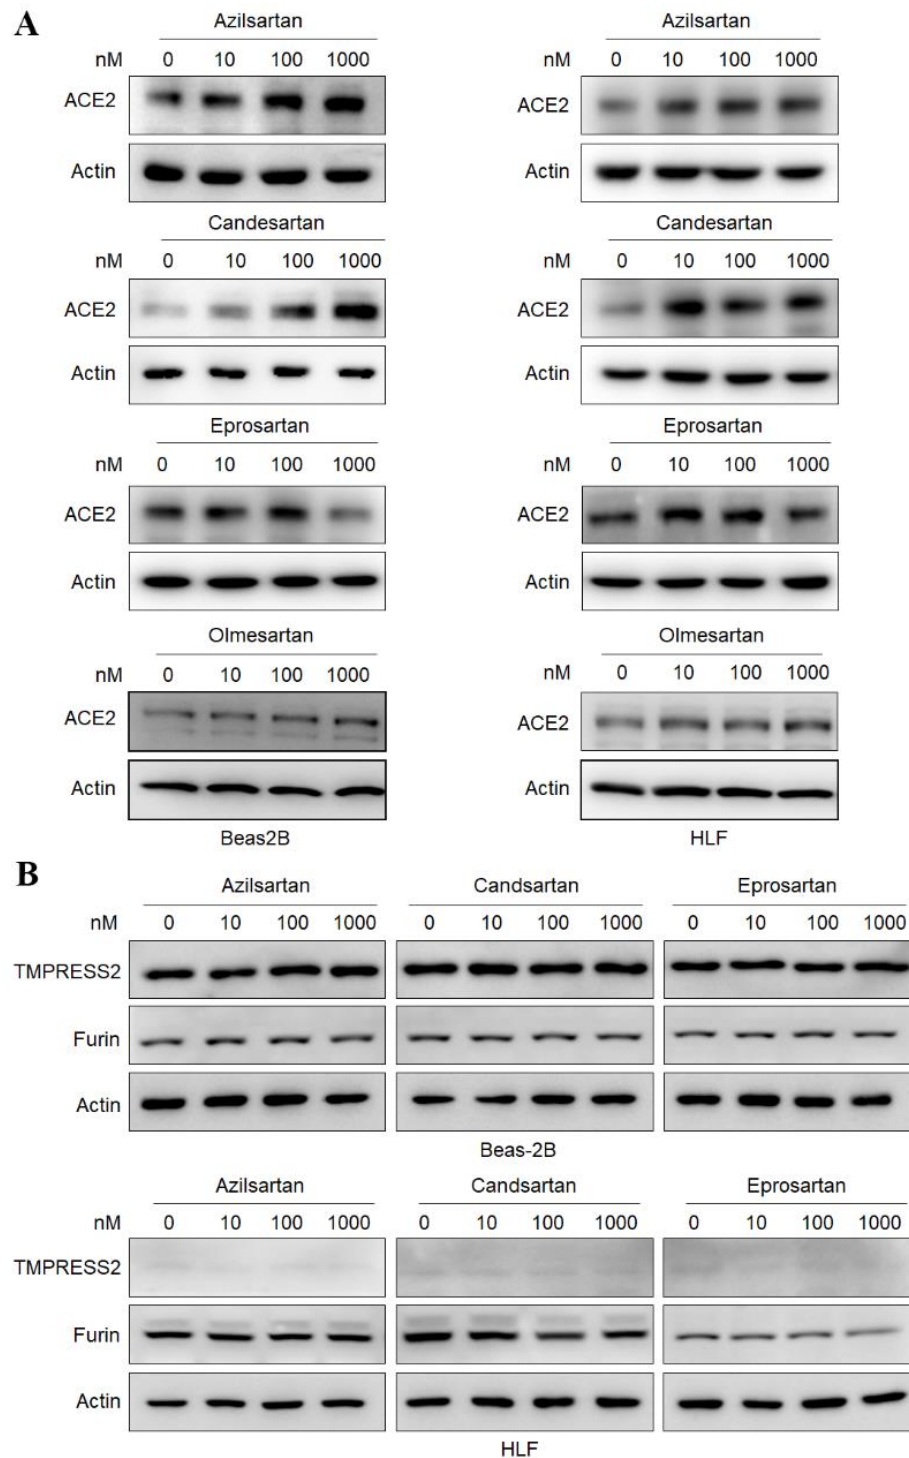 A
Azilsartan
nM 0 10 100 1000
ACE2
Actin
Candesartan
nM 0 10 100 1000
ACE2
Actin
Eprosartan
nM 0 10 100 1000
ACE2
Actin
Olmesartan
nM 0 10 100 1000
ACE2
Actin
Beas2B
Azilsartan
nM 0 10 100 1000
ACE2
Actin
Candesartan
nM 0 10 100 1000
ACE2
Actin
Eprosartan
nM 0 10 100 1000
ACE2
Actin
Olmesartan
nM 0 10 100 1000
ACE2
Actin
HLF
B
Azilsartan Candsartan Eprosartan
nM 0 10 100 1000 0 10 100 1000 0 10 100 1000
TMPRESS2
Furin
Actin
Beas-2B
Azilsartan Candsartan Eprosartan
nM 0 10 100 1000 0 10 100 1000 0 10 100 1000
TMPRESS2
Furin
Actin
HLF